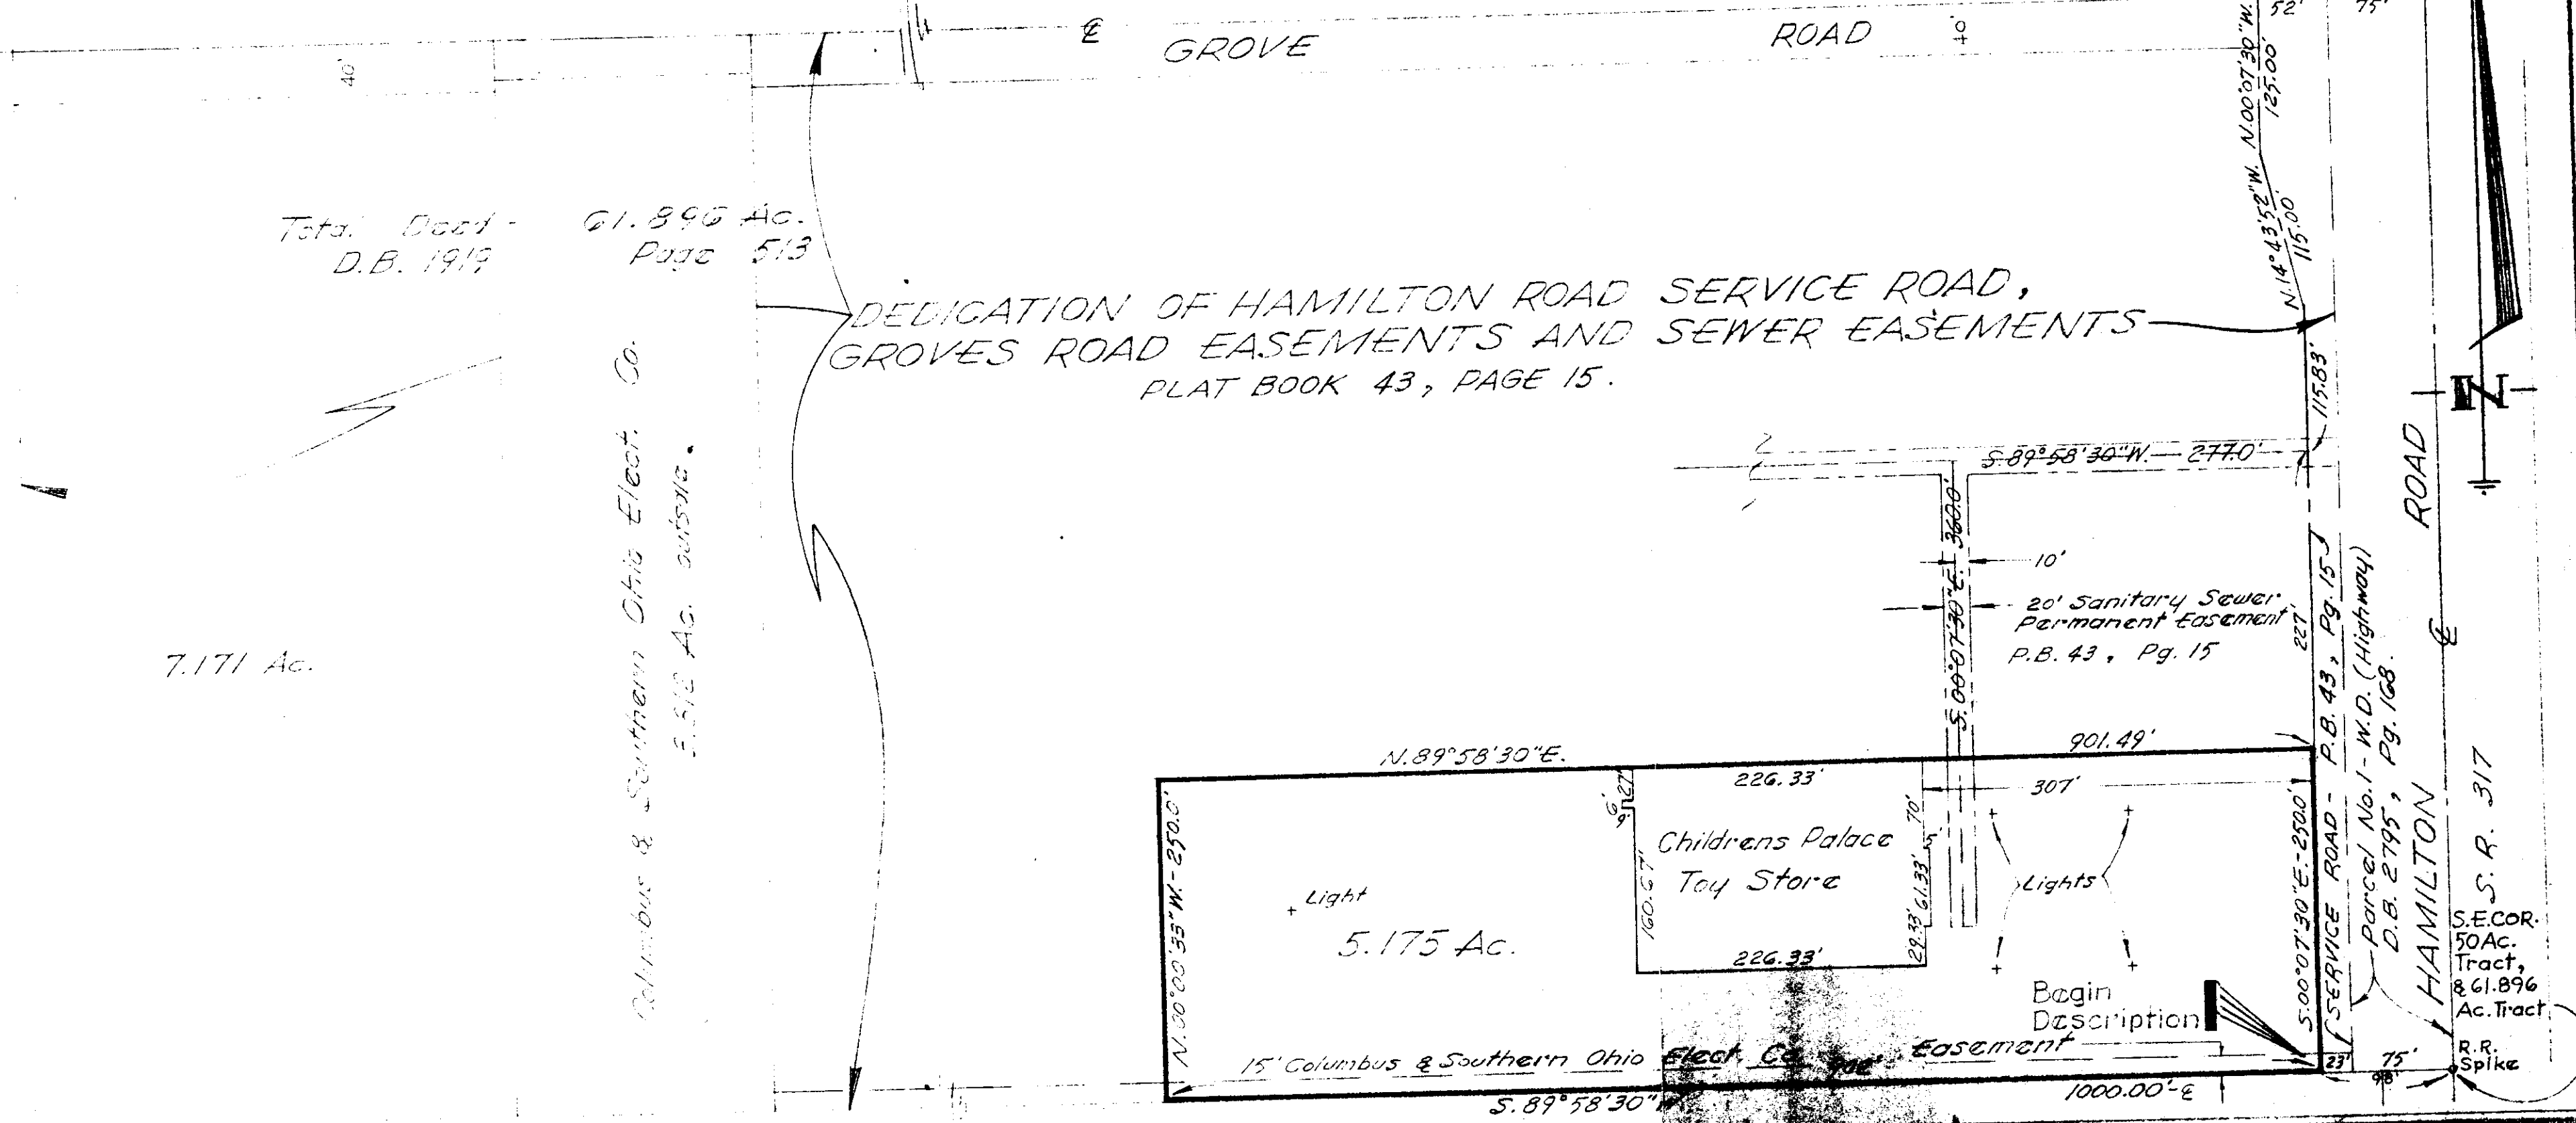 52' 75'
40'
℄ GROVE ROAD 40
N.00°07'30"W.
125.00'
N.14°43'52"W.
115.00'
Total Deed - 61.896 Ac.
D.B. 1919 Page 513
DEDICATION OF HAMILTON ROAD SERVICE ROAD,
GROVES ROAD EASEMENTS AND SEWER EASEMENTS
PLAT BOOK 43, PAGE 15.
Columbus & Southern Ohio Elect. Co.
Ac. outside.
7.171 Ac.
115.83'
N
S.89°58'30"W. 277.0'
S.00°07'30"E. 360.0'
10'
20' Sanitary Sewer
Permanent Easement
P.B. 43, Pg. 15
227'
SERVICE ROAD - P.B. 43, Pg. 15
Parcel No.1 - W.D. (Highway)
D.B. 2795, Pg. 168.
HAMILTON ROAD
℄
S. R. 317
N.89°58'30"E. 901.49'
N.00°00'33"W.-250.0'
S.00°07'30"E.-250.0'
27'
6'
9'
226.33'
307'
70'
5'
61.33'
29.33'
160.67'
226.33'
Childrens Palace
Toy Store
Light
Lights
5.175 Ac.
Begin
Description
15' Columbus & Southern Ohio Elect. Co. Easement
S.89°58'30"
1000.00'-E
23' 75'
98'
S.E.COR.
50Ac.
Tract,
& 61.896
Ac.Tract
R.R.
Spike